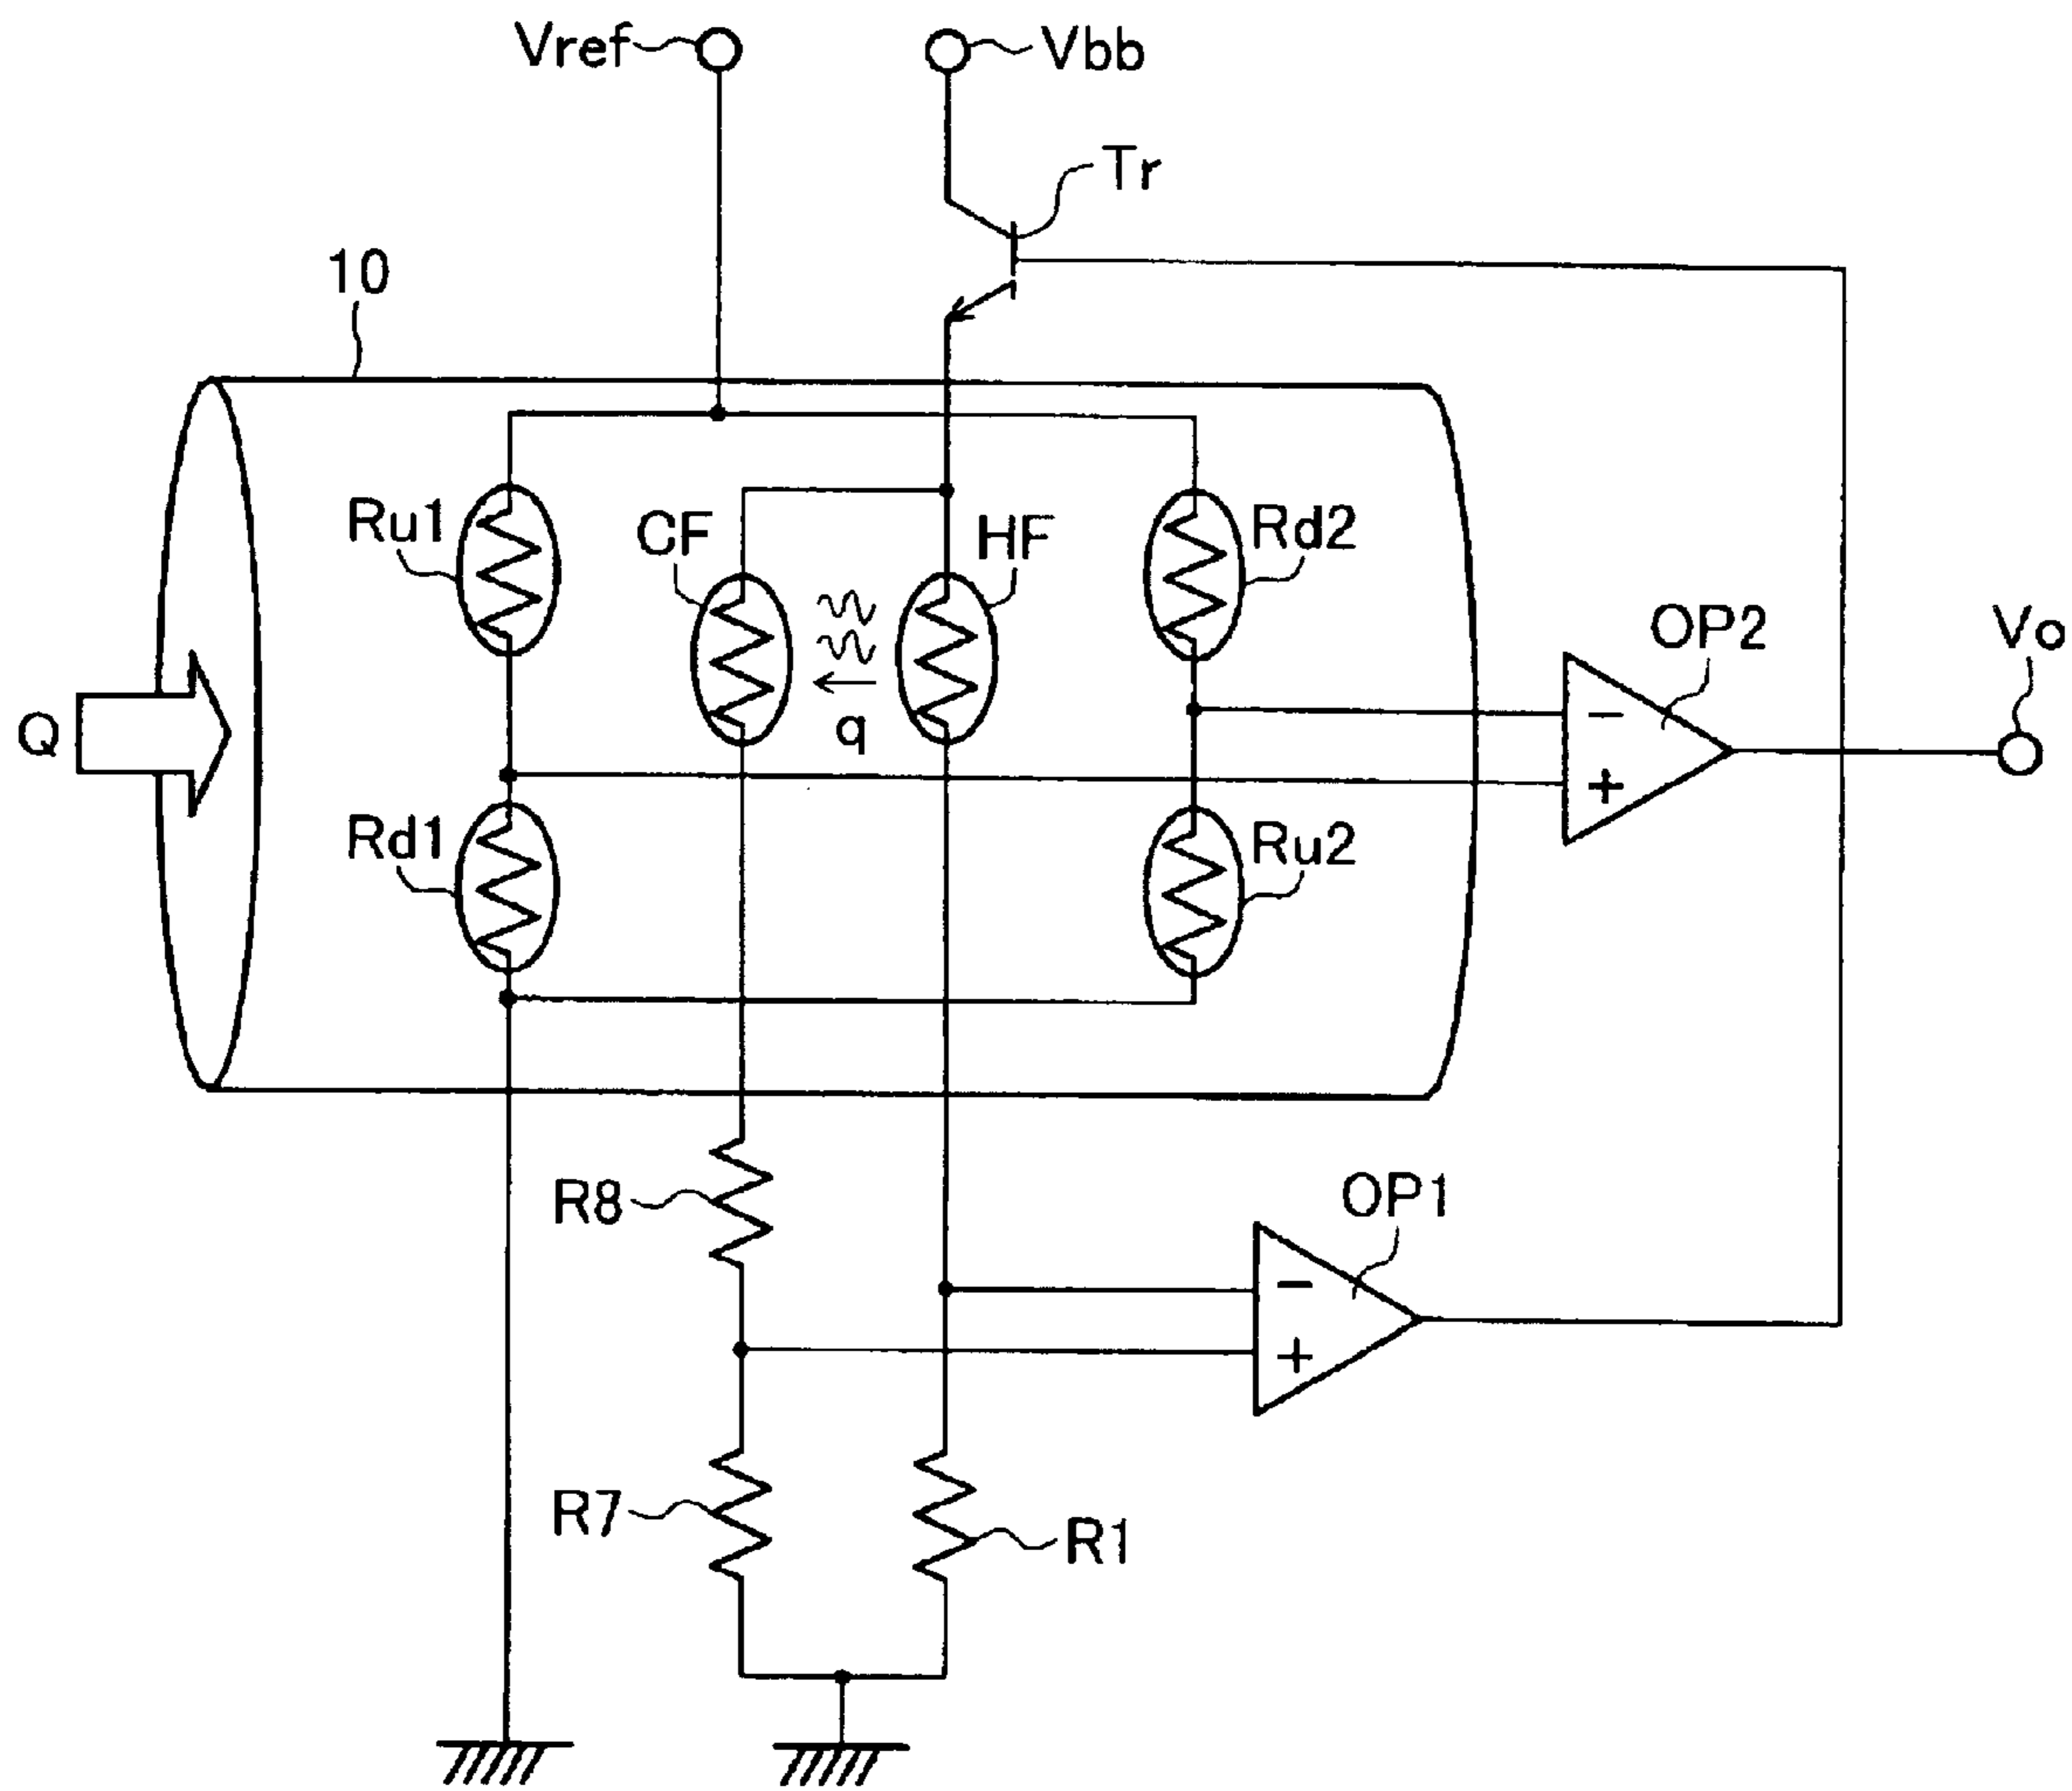 Vref
Vbb
Tr
10
Ru1
CF
HF
Rd2
OP2
Vo
−
Q
q
+
Rd1
Ru2
R8
OP1
−
+
R7
R1